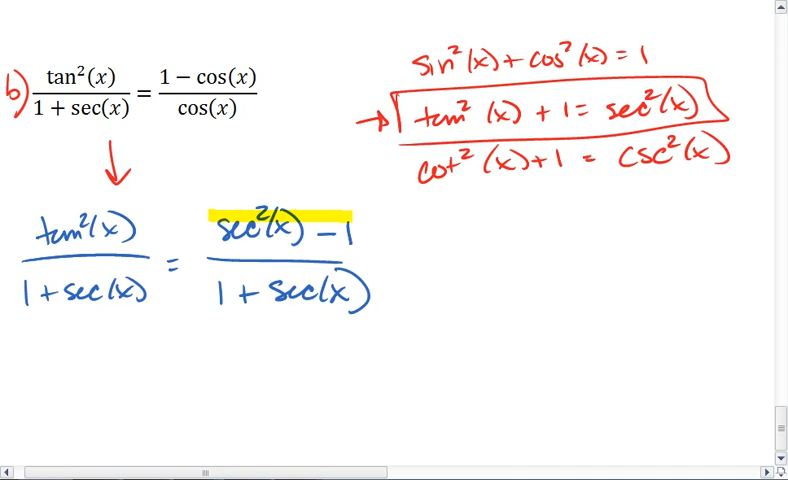 b) tan²(x) / 1 + sec(x) = 1 − cos(x) / cos(x)
sin²(x) + cos²(x) = 1
tan²(x) + 1 = sec²(x)
cot²(x) + 1 = csc²(x)
tan²(x) / 1 + sec(x) = sec²(x) − 1 / 1 + sec(x)